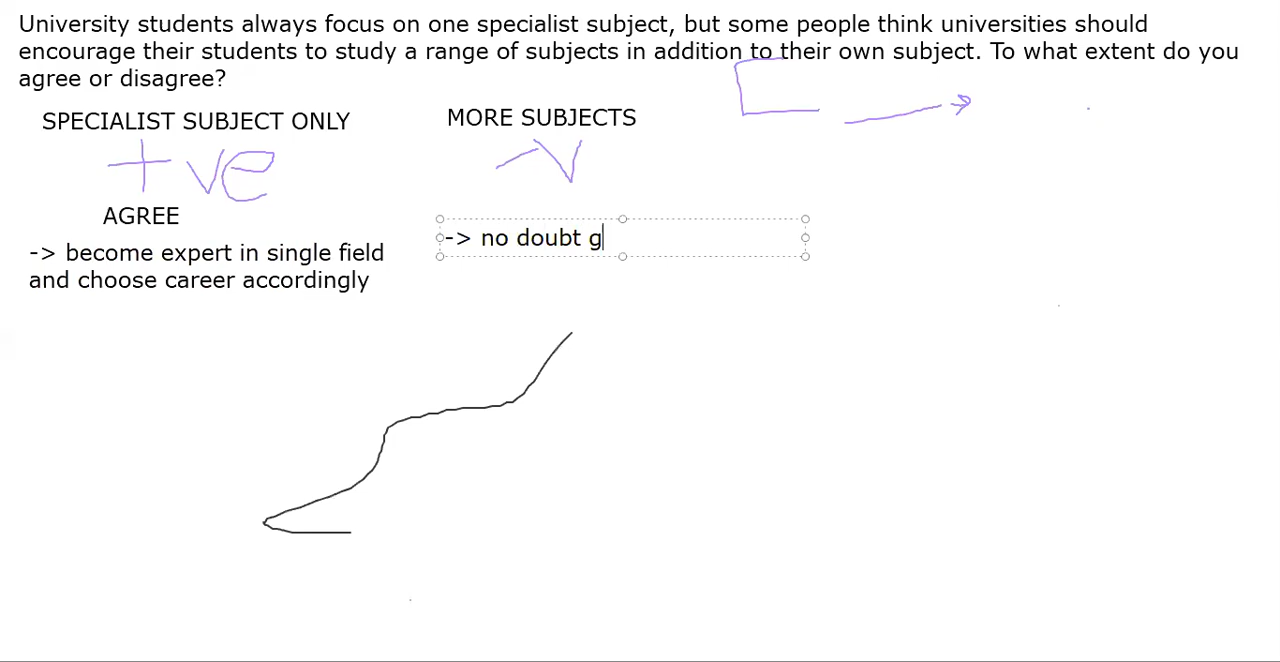 University students always focus on one specialist subject, but some people think universities should
encourage their students to study a range of subjects in addition to their own subject. To what extent do you
agree or disagree?
SPECIALIST SUBJECT ONLY
+ve
AGREE
-> become expert in single field
and choose career accordingly
MORE SUBJECTS
-v
-> no doubt g